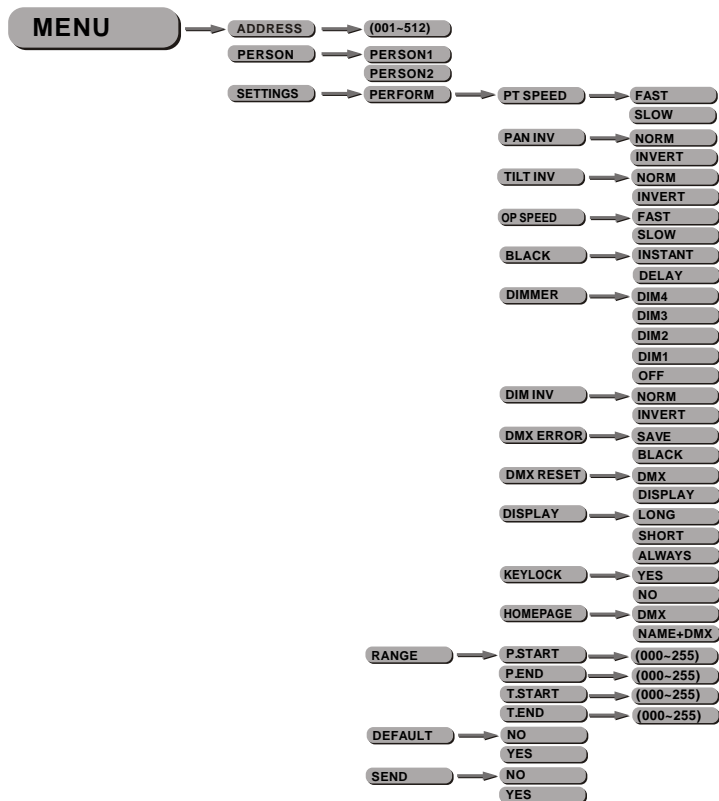 MENU ADDRESS (001~512)
PERSON PERSON1
PERSON2
SETTINGS PERFORM PT SPEED FAST
SLOW
PAN INV NORM
INVERT
TILT INV NORM
INVERT
OP SPEED FAST
SLOW
BLACK INSTANT
DELAY
DIMMER DIM4
DIM3
DIM2
DIM1
OFF
DIM INV NORM
INVERT
DMX ERROR SAVE
BLACK
DMX RESET DMX
DISPLAY
DISPLAY LONG
SHORT
ALWAYS
KEYLOCK YES
NO
HOMEPAGE DMX
NAME+DMX
RANGE P.START (000~255)
P.END (000~255)
T.START (000~255)
T.END (000~255)
DEFAULT NO
YES
SEND NO
YES